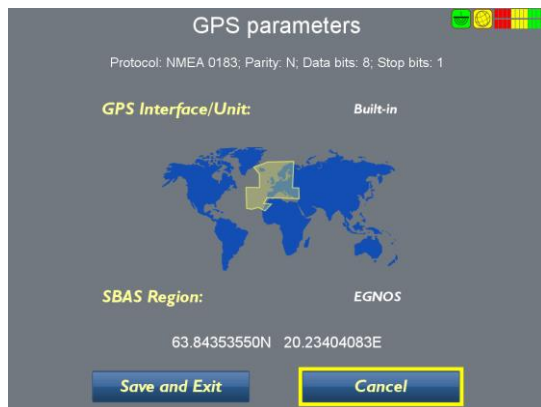 GPS parameters
Protocol: NMEA 0183; Parity: N; Data bits: 8; Stop bits: 1
GPS Interface/Unit: Built-in
SBAS Region: EGNOS
63.84353550N 20.23404083E
Save and Exit Cancel